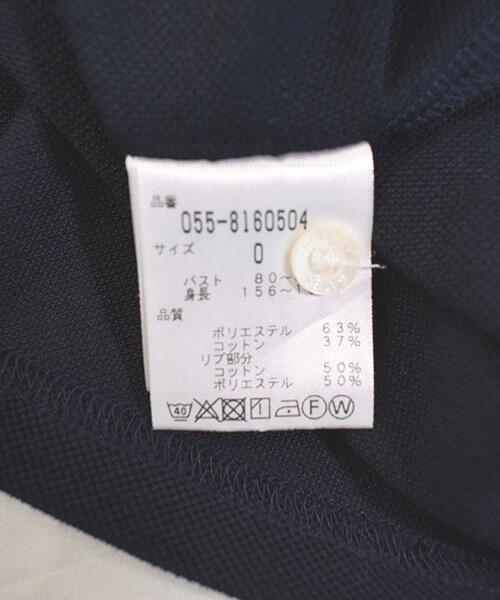 品番
055-8160504
サイズ 0
バスト 80~
身長 156~1
品質
ポリエステル 63%
コットン 37%
リブ部分
コットン 50%
ポリエステル 50%
40 F W